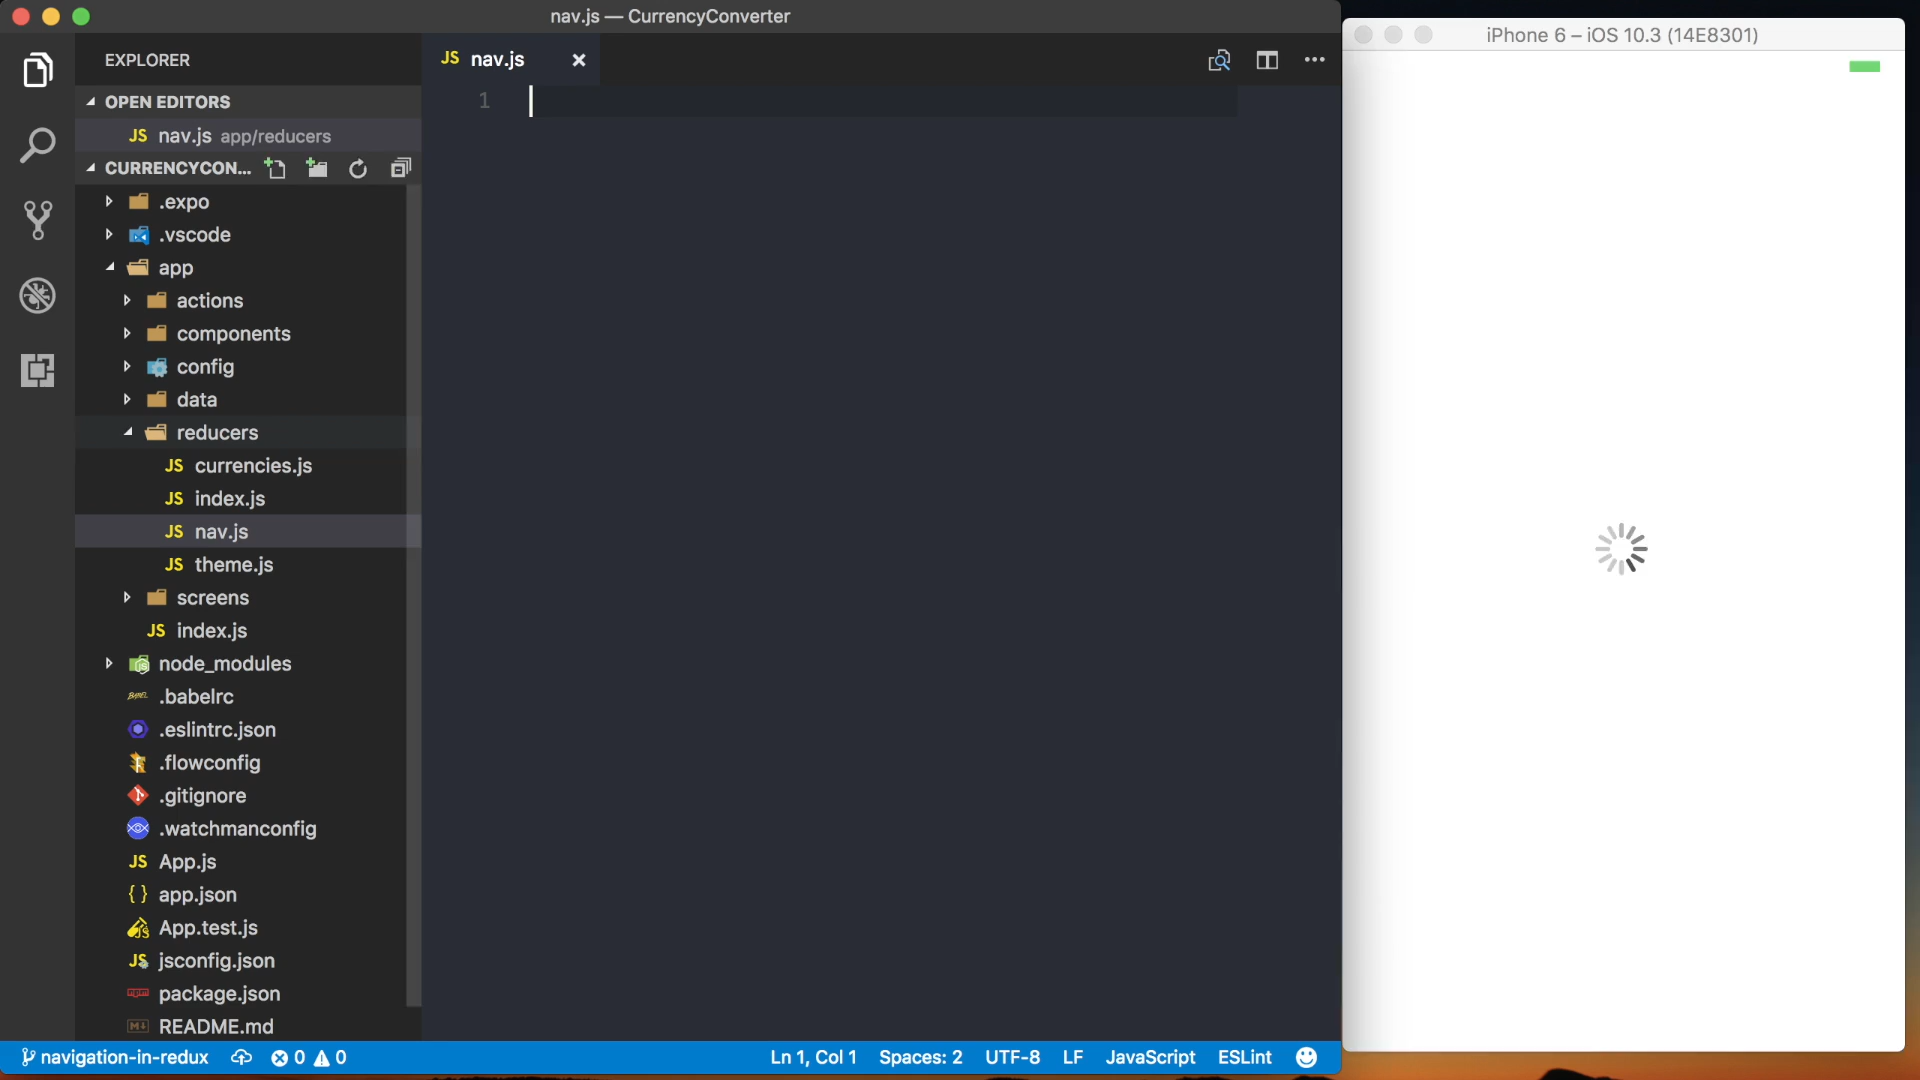 nav.js — CurrencyConverter
EXPLORER
OPEN EDITORS
JS nav.js app/reducers
CURRENCYCON...
.expo
.vscode
app
actions
components
config
data
reducers
JS currencies.js
JS index.js
JS nav.js
JS theme.js
screens
JS index.js
node_modules
.babelrc
.eslintrc.json
.flowconfig
.gitignore
.watchmanconfig
JS App.js
{ } app.json
App.test.js
JS jsconfig.json
package.json
README.md
JS nav.js
1
navigation-in-redux
0
0
Ln 1, Col 1
Spaces: 2
UTF-8
LF
JavaScript
ESLint
iPhone 6 – iOS 10.3 (14E8301)